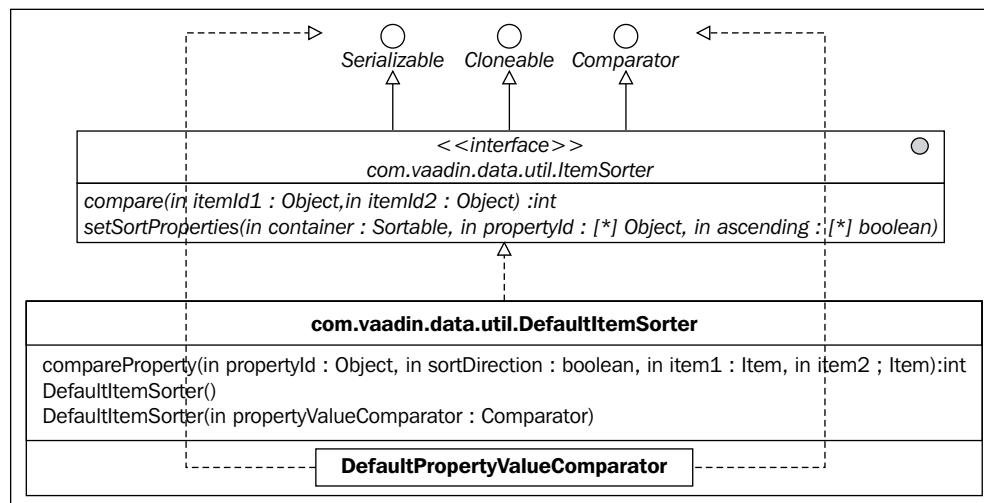 Serializable Cloneable Comparator
<<interface>>
com.vaadin.data.util.ItemSorter
compare(in itemId1 : Object,in itemId2 : Object) :int
setSortProperties(in container : Sortable, in propertyId : [*] Object, in ascending : [*] boolean)
com.vaadin.data.util.DefaultItemSorter
compareProperty(in propertyId : Object, in sortDirection : boolean, in item1 : Item, in item2 ; Item):int
DefaultItemSorter()
DefaultItemSorter(in propertyValueComparator : Comparator)
DefaultPropertyValueComparator